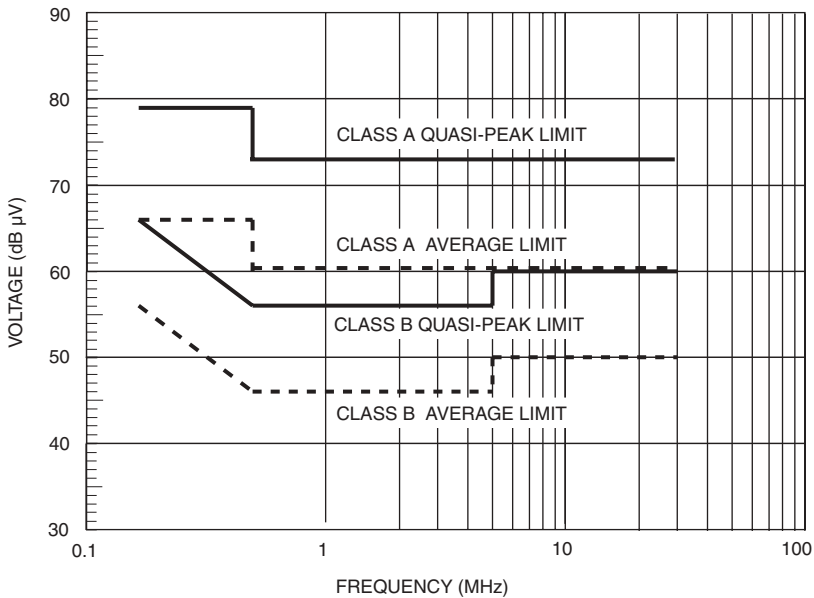 90
80
70
60
50
40
30
VOLTAGE (dB μV)
CLASS A QUASI-PEAK LIMIT
CLASS A AVERAGE LIMIT
CLASS B QUASI-PEAK LIMIT
CLASS B AVERAGE LIMIT
0.1
1
10
100
FREQUENCY (MHz)